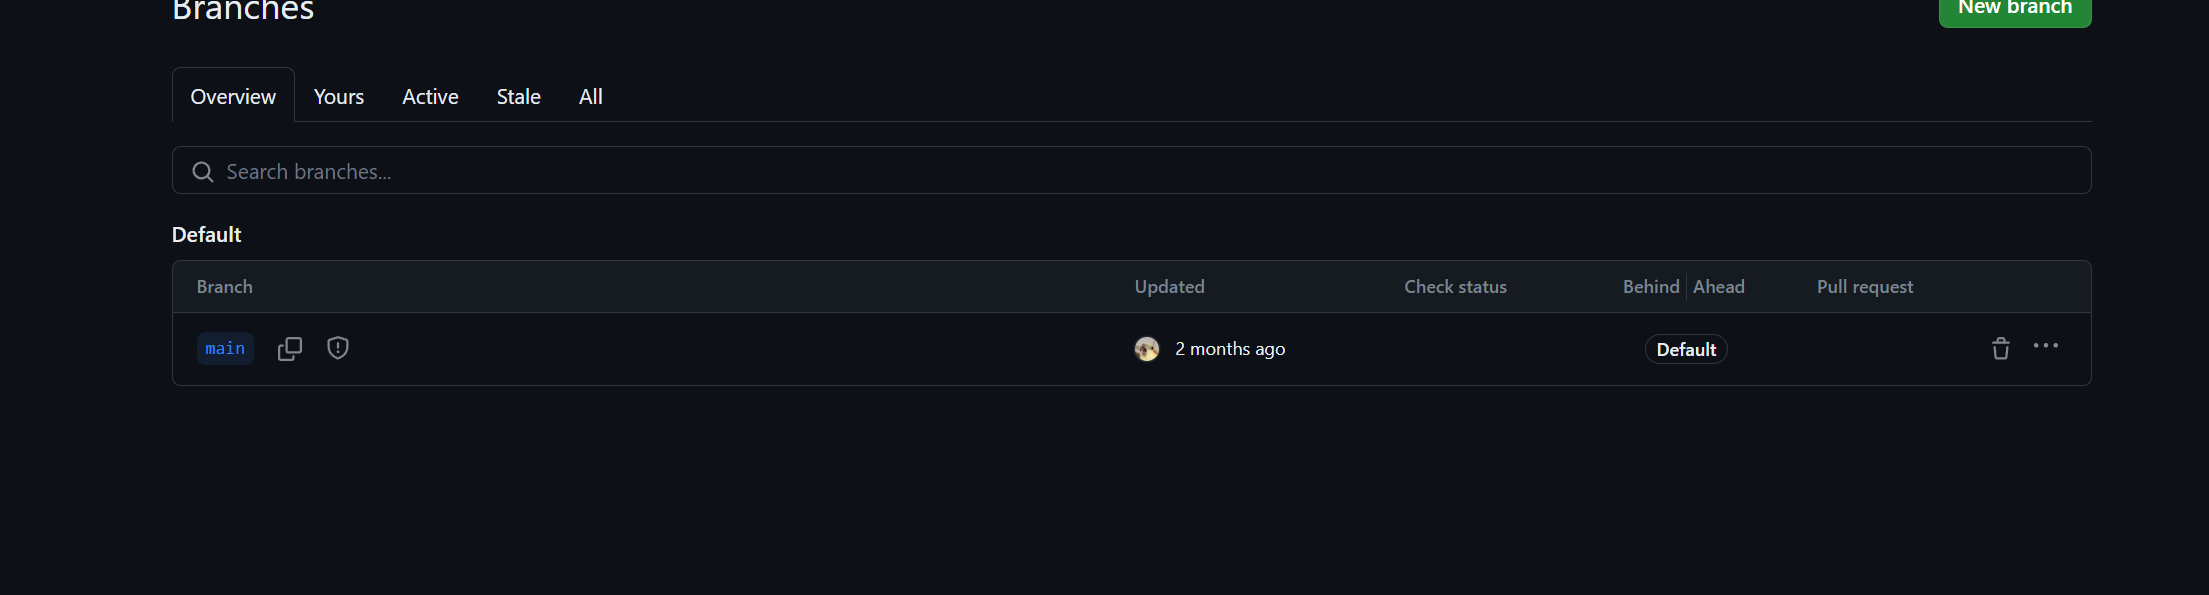 Branches
New branch
Overview Yours Active Stale All
Search branches...
Default
Branch Updated Check status Behind Ahead Pull request
main 2 months ago Default